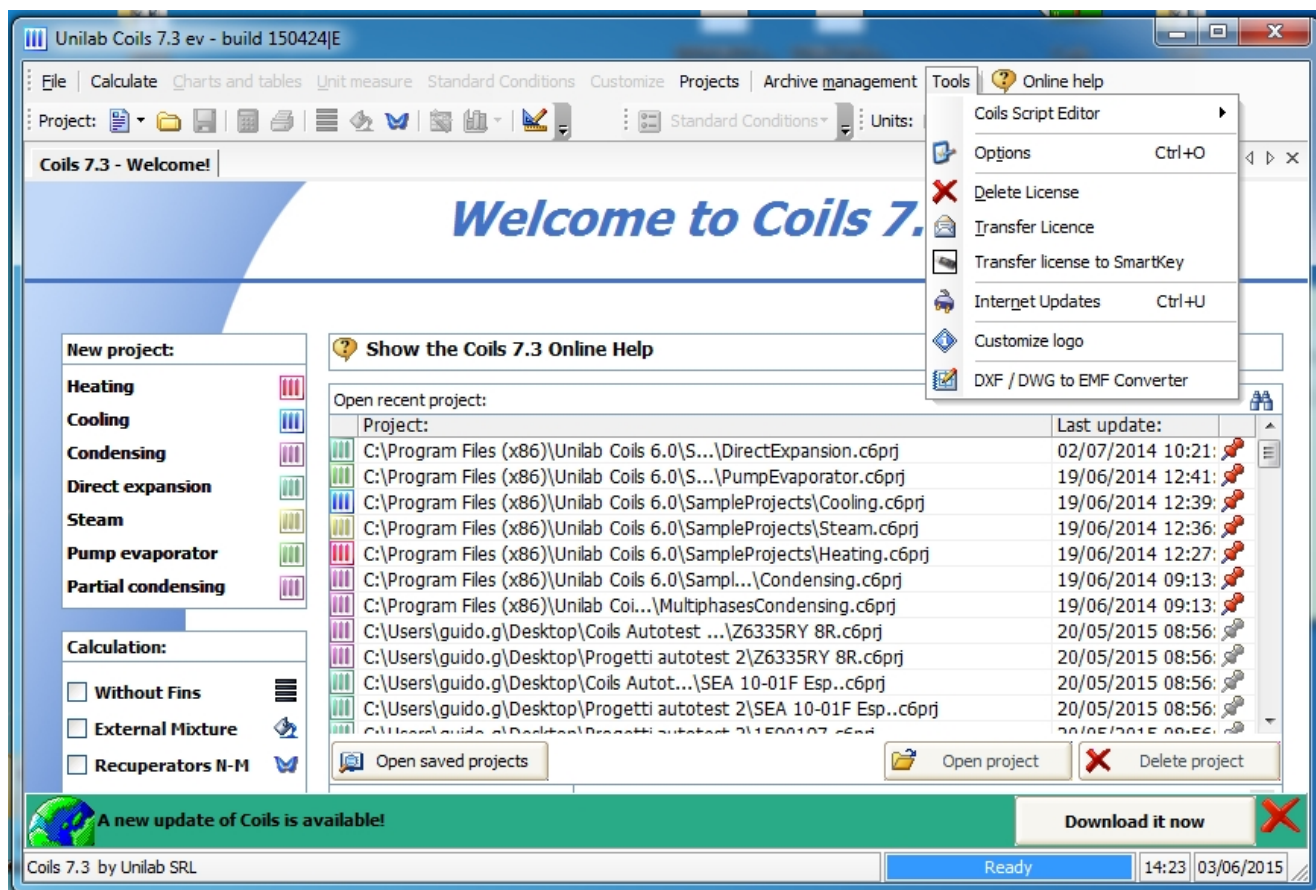 Unilab Coils 7.3 ev - build 150424|E
File Calculate Charts and tables Unit measure Standard Conditions Customize Projects Archive management Tools Online help
Project: Standard Conditions Units:
Coils Script Editor
Options Ctrl+O
Delete License
Transfer Licence
Transfer license to SmartKey
Internet Updates Ctrl+U
Customize logo
DXF / DWG to EMF Converter
Coils 7.3 - Welcome!
Welcome to Coils 7.
New project:
Heating
Cooling
Condensing
Direct expansion
Steam
Pump evaporator
Partial condensing
Calculation:
Without Fins
External Mixture
Recuperators N-M
Show the Coils 7.3 Online Help
Open recent project:
Project: Last update:
C:\Program Files (x86)\Unilab Coils 6.0\S...\DirectExpansion.c6prj 02/07/2014 10:21:
C:\Program Files (x86)\Unilab Coils 6.0\S...\PumpEvaporator.c6prj 19/06/2014 12:41:
C:\Program Files (x86)\Unilab Coils 6.0\SampleProjects\Cooling.c6prj 19/06/2014 12:39:
C:\Program Files (x86)\Unilab Coils 6.0\SampleProjects\Steam.c6prj 19/06/2014 12:36:
C:\Program Files (x86)\Unilab Coils 6.0\SampleProjects\Heating.c6prj 19/06/2014 12:27:
C:\Program Files (x86)\Unilab Coils 6.0\Sampl...\Condensing.c6prj 19/06/2014 09:13:
C:\Program Files (x86)\Unilab Coi...\MultiphasesCondensing.c6prj 19/06/2014 09:13:
C:\Users\guido.g\Desktop\Coils Autotest ...\Z6335RY 8R.c6prj 20/05/2015 08:56:
C:\Users\guido.g\Desktop\Progetti autotest 2\Z6335RY 8R.c6prj 20/05/2015 08:56:
C:\Users\guido.g\Desktop\Coils Autot...\SEA 10-01F Esp..c6prj 20/05/2015 08:56:
C:\Users\guido.g\Desktop\Progetti autotest 2\SEA 10-01F Esp..c6prj 20/05/2015 08:56:
Open saved projects Open project Delete project
A new update of Coils is available! Download it now
Coils 7.3 by Unilab SRL Ready 14:23 03/06/2015